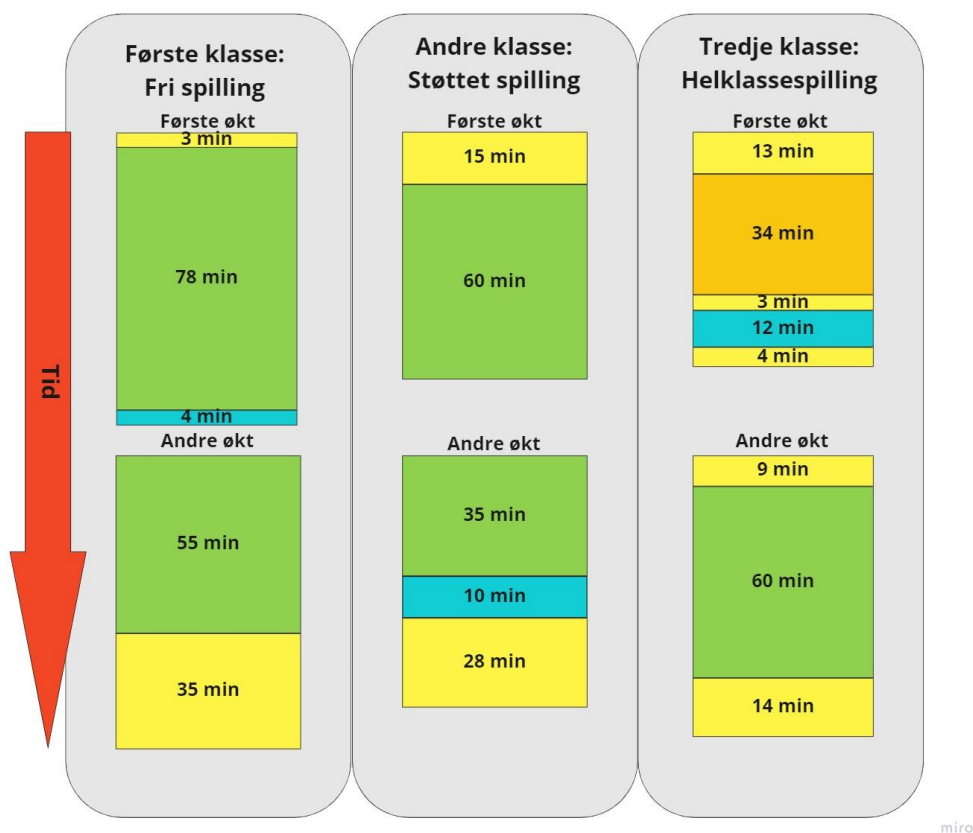 Tid
Første klasse:
Fri spilling
Første økt
3 min
78 min
4 min
Andre økt
55 min
35 min
Andre klasse:
Støttet spilling
Første økt
15 min
60 min
Andre økt
35 min
10 min
28 min
Tredje klasse:
Helklassespilling
Første økt
13 min
34 min
3 min
12 min
4 min
Andre økt
9 min
60 min
14 min
miro